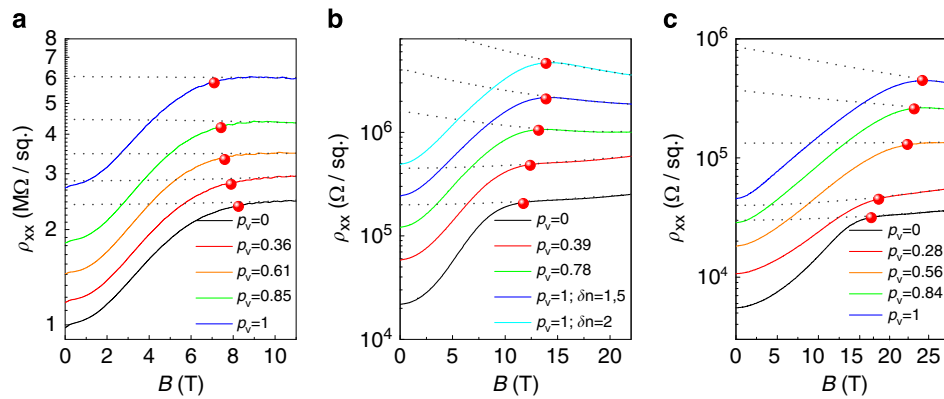 a
8
7
6
5
4
3
2
1
ρxx (MΩ / sq.)
0 2 4 6 8 10
B (T)
pv=0
pv=0.36
pv=0.61
pv=0.85
pv=1
b
10^6
10^5
10^4
ρxx (Ω / sq.)
0 5 10 15 20
B (T)
pv=0
pv=0.39
pv=0.78
pv=1; δn=1,5
pv=1; δn=2
c
10^6
10^5
10^4
ρxx (Ω / sq.)
0 5 10 15 20 25
B (T)
pv=0
pv=0.28
pv=0.56
pv=0.84
pv=1